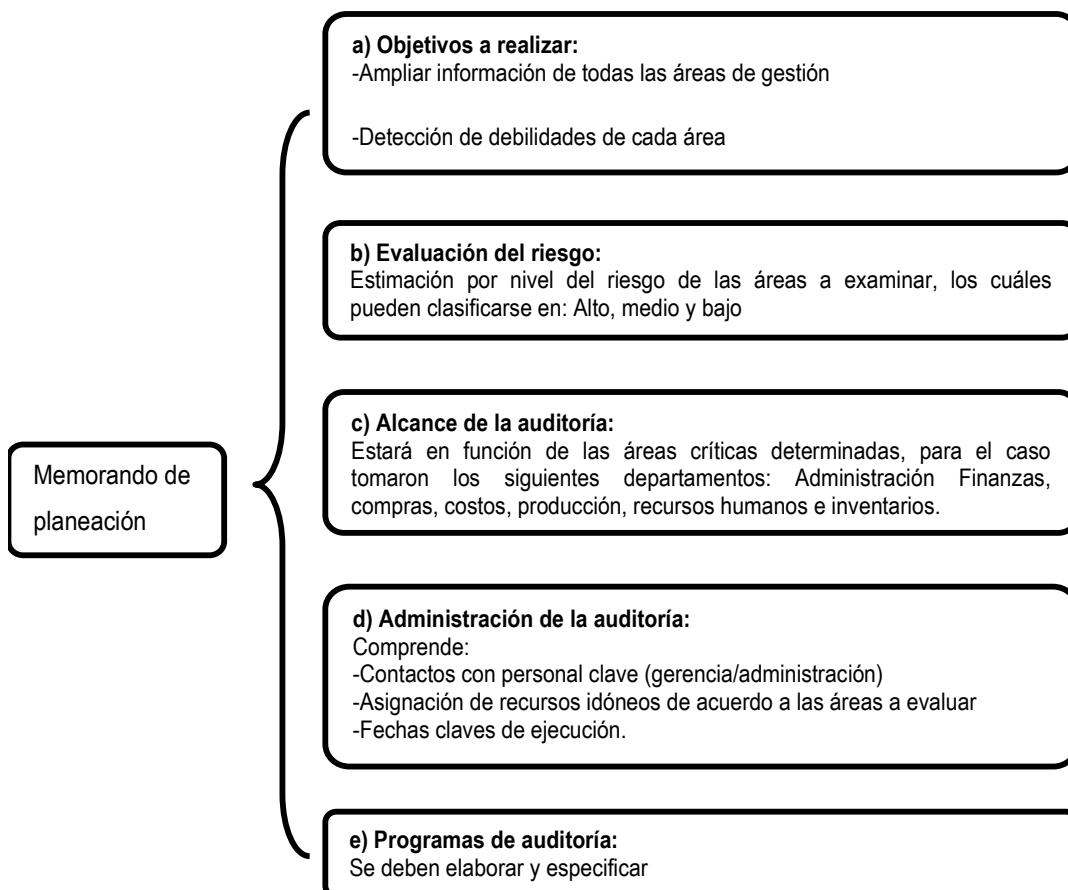 a) Objetivos a realizar:
-Ampliar información de todas las áreas de gestión
-Detección de debilidades de cada área
b) Evaluación del riesgo:
Estimación por nivel del riesgo de las áreas a examinar, los cuáles
pueden clasificarse en: Alto, medio y bajo
c) Alcance de la auditoría:
Estará en función de las áreas críticas determinadas, para el caso
tomaron los siguientes departamentos: Administración Finanzas,
compras, costos, producción, recursos humanos e inventarios.
Memorando de
planeación
d) Administración de la auditoría:
Comprende:
-Contactos con personal clave (gerencia/administración)
-Asignación de recursos idóneos de acuerdo a las áreas a evaluar
-Fechas claves de ejecución.
e) Programas de auditoría:
Se deben elaborar y especificar